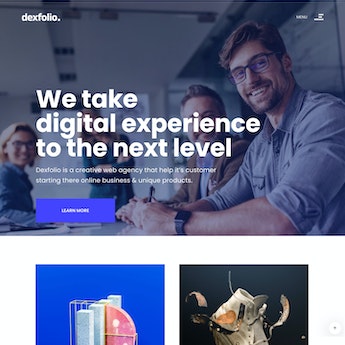 dexfolio.
MENU
We take
digital experience
to the next level
Dexfolio is a creative web agency that help it's customer
starting there online business & unique products.
LEARN MORE